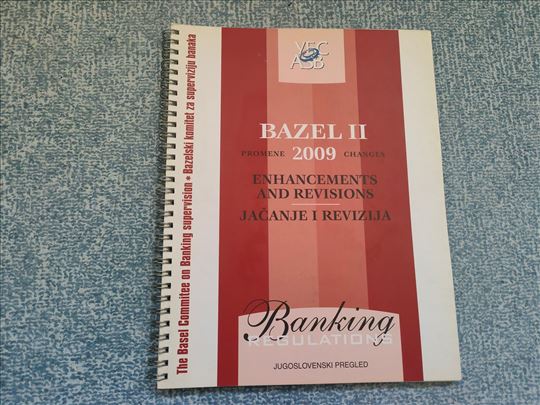 YFC
ASB
BAZEL II
PROMENE 2009 CHANGES
ENHANCEMENTS
AND REVISIONS
JAČANJE I REVIZIJA
Banking
REGULATIONS
JUGOSLOVENSKI PREGLED
The Basel Commitee on Banking supervision * Bazelski komitet za superviziju banaka